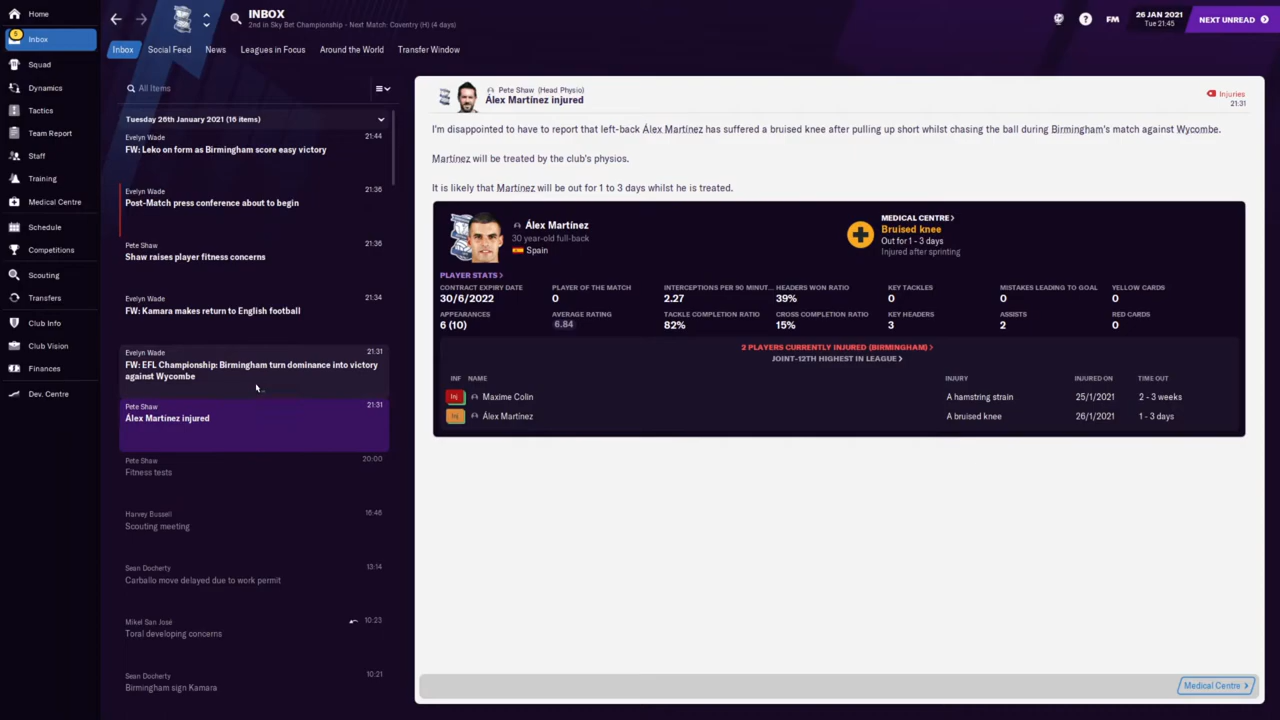 Home
INBOX
2nd in Sky Bet Championship - Next Match: Coventry (H) (4 days)
FM
26 JAN 2021
Tue 21:45
NEXT UNREAD
5
Inbox
Squad
Dynamics
Tactics
Team Report
Staff
Training
Medical Centre
Schedule
Competitions
Scouting
Transfers
Club Info
Club Vision
Finances
Dev. Centre
Inbox
Social Feed
News
Leagues in Focus
Around the World
Transfer Window
All Items
Tuesday 26th January 2021 (16 items)
Evelyn Wade 21:44
FW: Leko on form as Birmingham score easy victory
Evelyn Wade 21:36
Post-Match press conference about to begin
Pete Shaw 21:36
Shaw raises player fitness concerns
Evelyn Wade 21:34
FW: Kamara makes return to English football
Evelyn Wade 21:31
FW: EFL Championship: Birmingham turn dominance into victory
against Wycombe
Pete Shaw 21:31
Álex Martínez injured
Pete Shaw 20:00
Fitness tests
Harvey Bussell 16:46
Scouting meeting
Sean Docherty 13:14
Carballo move delayed due to work permit
Mikel San José 10:23
Toral developing concerns
Sean Docherty 10:21
Birmingham sign Kamara
Pete Shaw (Head Physio)
Álex Martínez injured
Injuries
21:31
I'm disappointed to have to report that left-back Álex Martínez has suffered a bruised knee after pulling up short whilst chasing the ball during Birmingham's match against Wycombe.
Martínez will be treated by the club's physios.
It is likely that Martínez will be out for 1 to 3 days whilst he is treated.
Álex Martínez
30 year-old full-back
Spain
MEDICAL CENTRE >
Bruised knee
Out for 1 - 3 days
Injured after sprinting
PLAYER STATS >
CONTRACT EXPIRY DATE PLAYER OF THE MATCH INTERCEPTIONS PER 90 MINUT... HEADERS WON RATIO KEY TACKLES MISTAKES LEADING TO GOAL YELLOW CARDS
30/6/2022 0 2.27 39% 0 0 0
APPEARANCES AVERAGE RATING TACKLE COMPLETION RATIO CROSS COMPLETION RATIO KEY HEADERS ASSISTS RED CARDS
6 (10) 6.84 82% 15% 3 2 0
2 PLAYERS CURRENTLY INJURED (BIRMINGHAM) >
JOINT-12TH HIGHEST IN LEAGUE >
INF NAME INJURY INJURED ON TIME OUT
Inj Maxime Colin A hamstring strain 25/1/2021 2 - 3 weeks
Inj Álex Martínez A bruised knee 26/1/2021 1 - 3 days
Medical Centre >